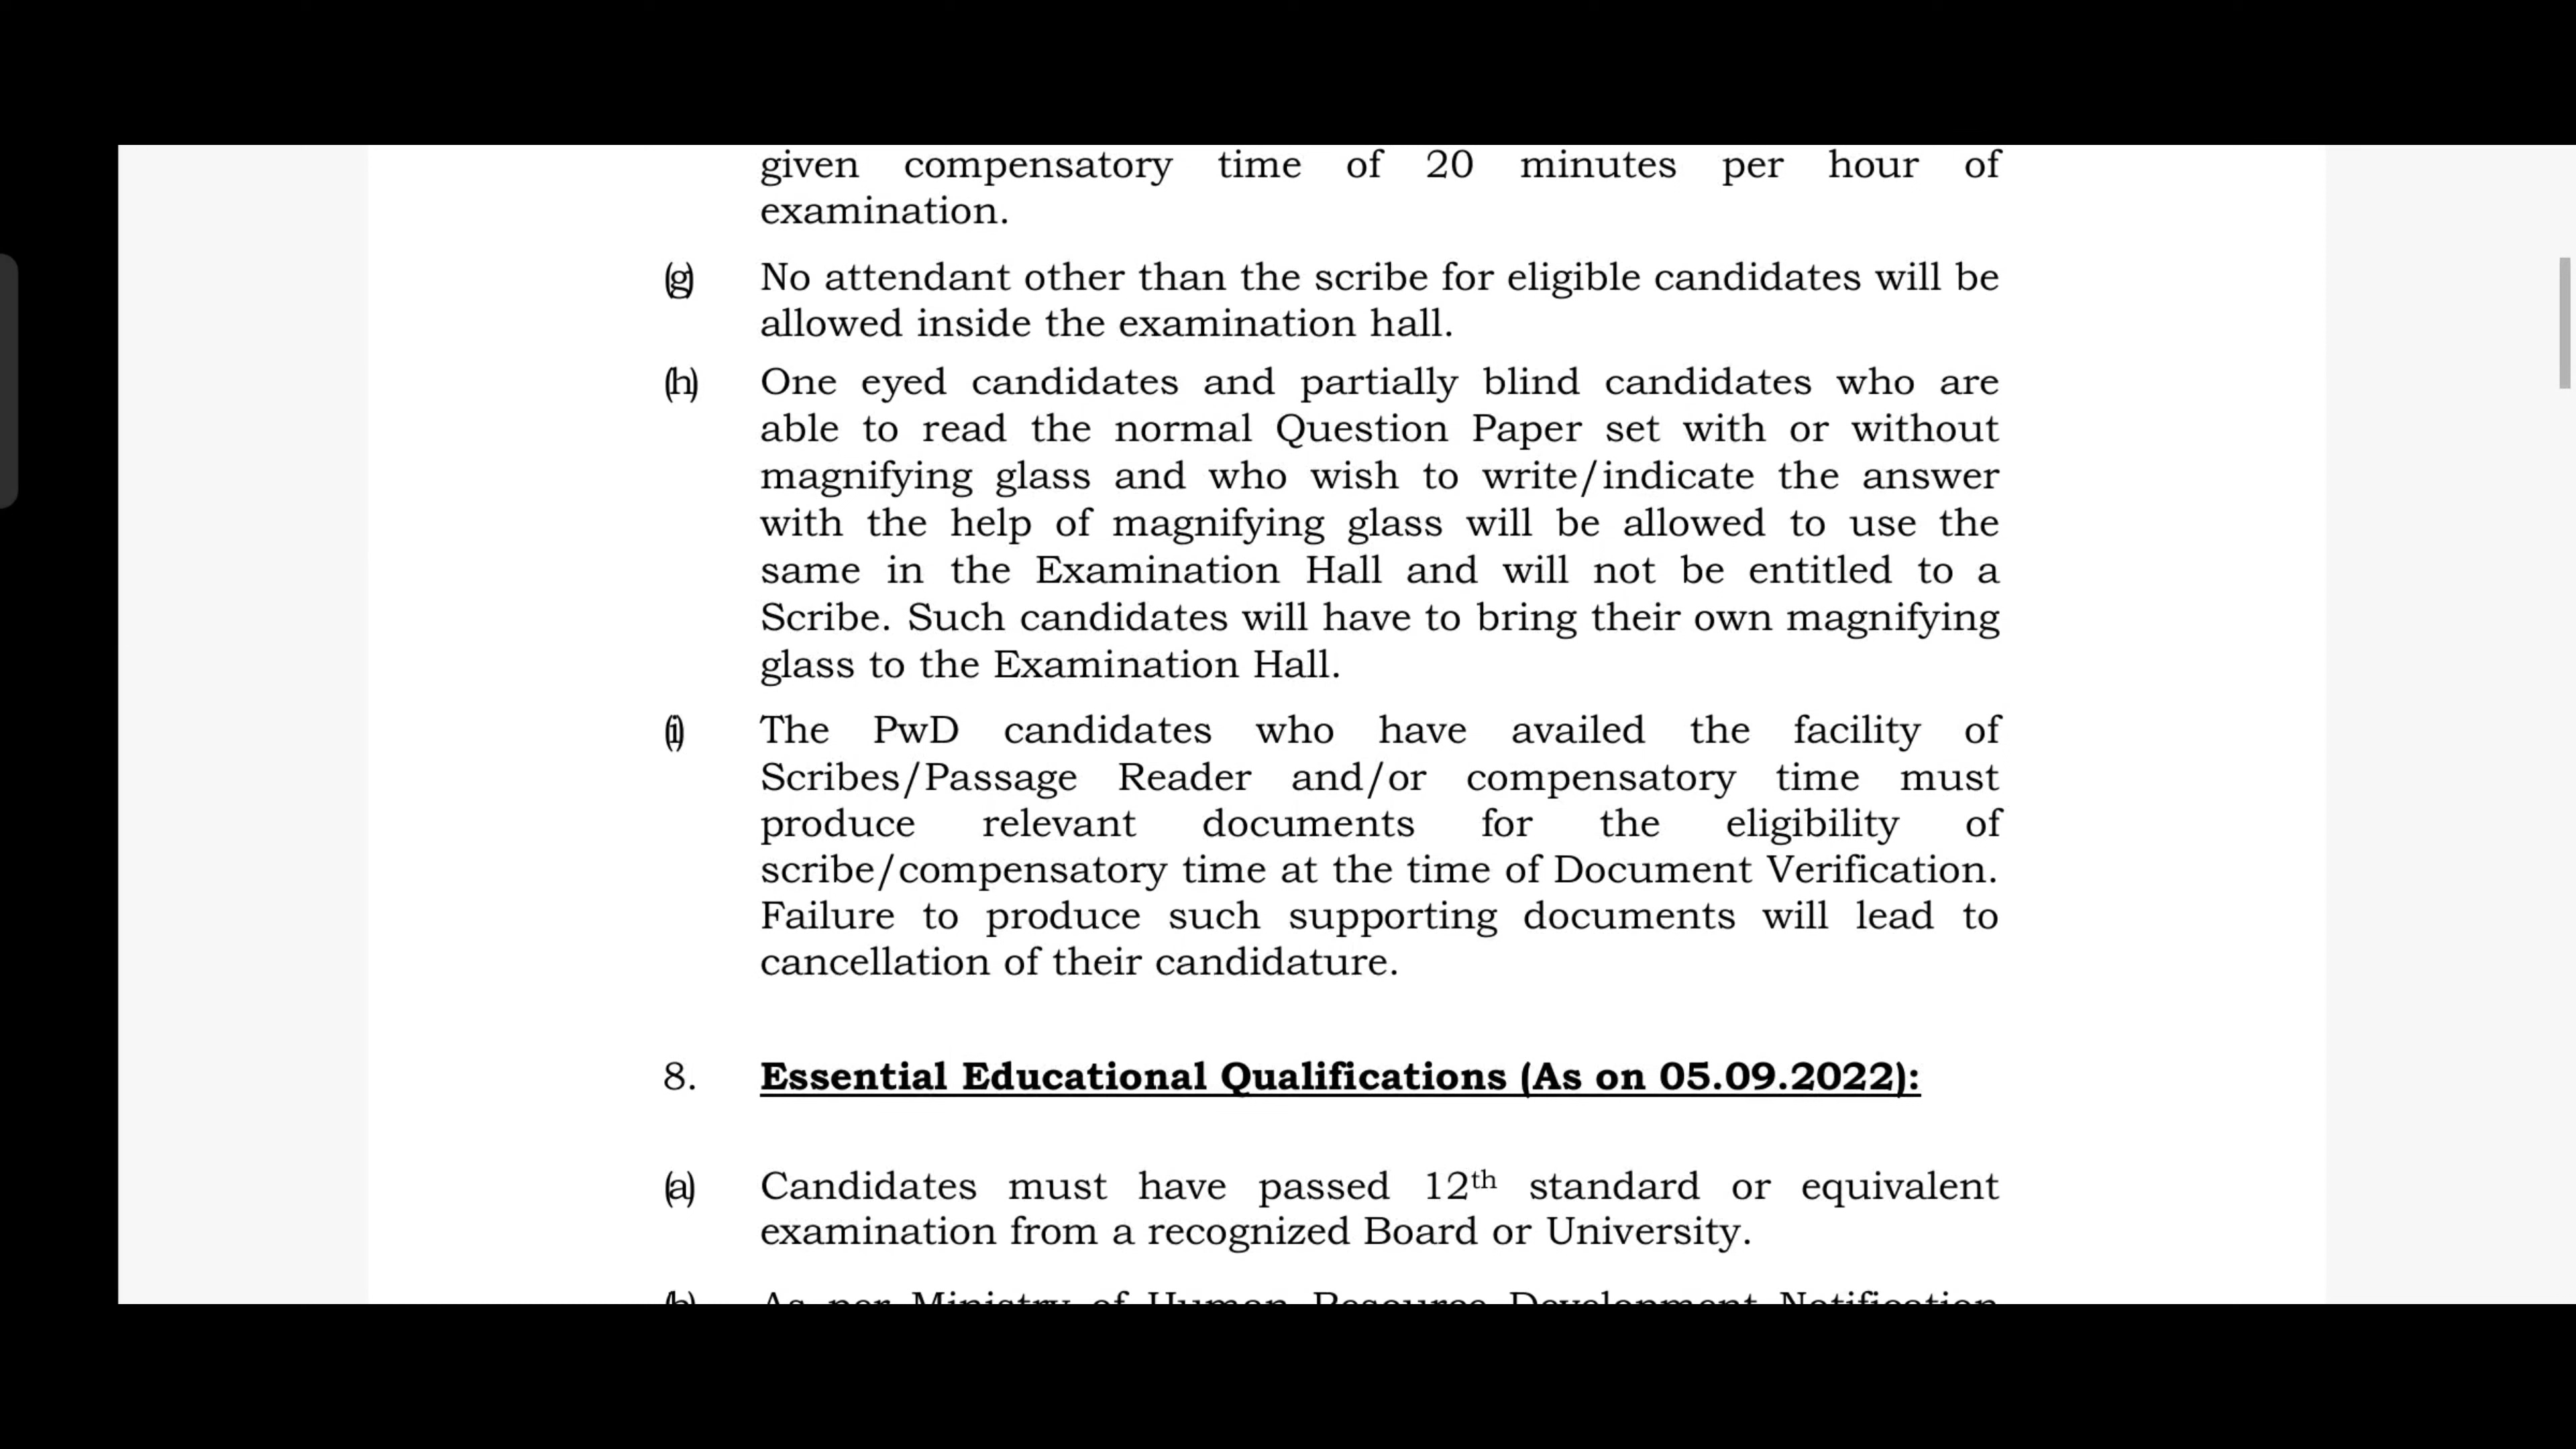 given compensatory time of 20 minutes per hour of
examination.
(g) No attendant other than the scribe for eligible candidates will be
allowed inside the examination hall.
(h) One eyed candidates and partially blind candidates who are
able to read the normal Question Paper set with or without
magnifying glass and who wish to write/indicate the answer
with the help of magnifying glass will be allowed to use the
same in the Examination Hall and will not be entitled to a
Scribe. Such candidates will have to bring their own magnifying
glass to the Examination Hall.
(i) The PwD candidates who have availed the facility of
Scribes/Passage Reader and/or compensatory time must
produce relevant documents for the eligibility of
scribe/compensatory time at the time of Document Verification.
Failure to produce such supporting documents will lead to
cancellation of their candidature.
8. Essential Educational Qualifications (As on 05.09.2022):
(a) Candidates must have passed 12th standard or equivalent
examination from a recognized Board or University.
(b) As per Ministry of Human Resource Development Notification